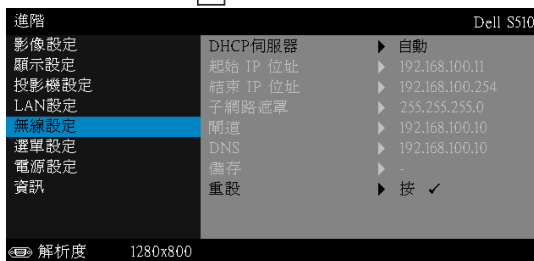 進階 Dell S510
影像設定 DHCP伺服器 自動
顯示設定 起始 IP 位址 192.168.100.11
投影機設定 結束 IP 位址 192.168.100.254
LAN設定 子網路遮罩 255.255.255.0
無線設定 閘道 192.168.100.10
選單設定 DNS 192.168.100.10
電源設定 儲存 -
資訊 重設 按 ✓
解析度 1280x800